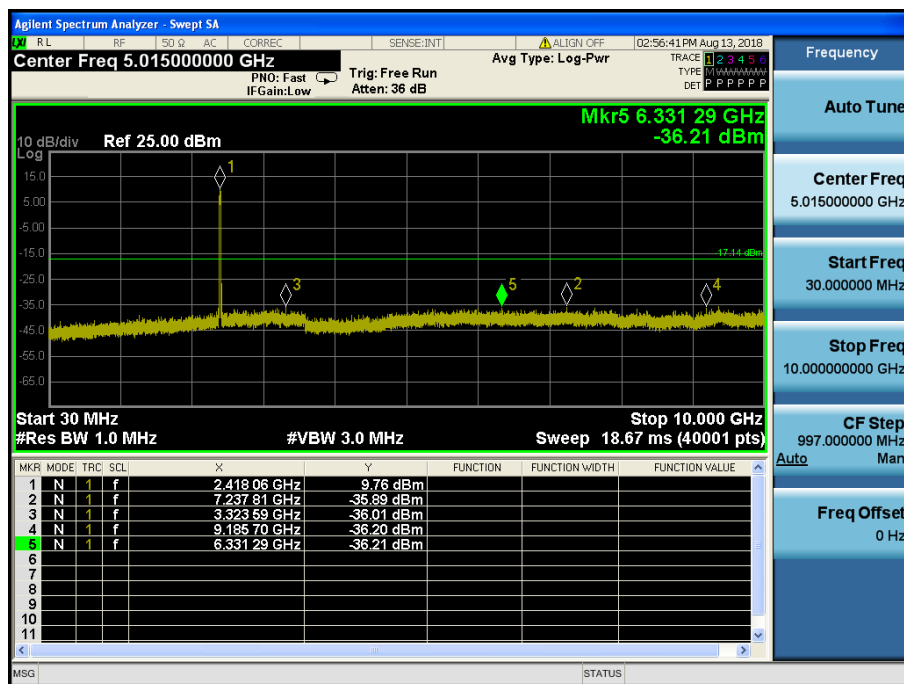 Agilent Spectrum Analyzer - Swept SA
LXI RL RF 50 Ω AC CORREC SENSE:INT ALIGN OFF 02:56:41 PM Aug 13, 2018
Center Freq 5.015000000 GHz
PNO: Fast
IFGain:Low
Trig: Free Run
Atten: 36 dB
Avg Type: Log-Pwr
TRACE 1 2 3 4 5 6
TYPE MWWWWW
DET P P P P P P
Mkr5 6.331 29 GHz
-36.21 dBm
10 dB/div Ref 25.00 dBm
Log
15.0
5.00
-5.00
-15.0
-25.0
-35.0
-45.0
-55.0
-65.0
-17.14 dBm
1
3
5
2
4
Start 30 MHz Stop 10.000 GHz
#Res BW 1.0 MHz #VBW 3.0 MHz Sweep 18.67 ms (40001 pts)
MKR MODE TRC SCL X Y FUNCTION FUNCTION WIDTH FUNCTION VALUE
1 N 1 f 2.418 06 GHz 9.76 dBm
2 N 1 f 7.237 81 GHz -35.89 dBm
3 N 1 f 3.323 59 GHz -36.01 dBm
4 N 1 f 9.185 70 GHz -36.20 dBm
5 N 1 f 6.331 29 GHz -36.21 dBm
6
7
8
9
10
11
MSG STATUS
Frequency
Auto Tune
Center Freq
5.015000000 GHz
Start Freq
30.000000 MHz
Stop Freq
10.000000000 GHz
CF Step
997.000000 MHz
Auto Man
Freq Offset
0 Hz